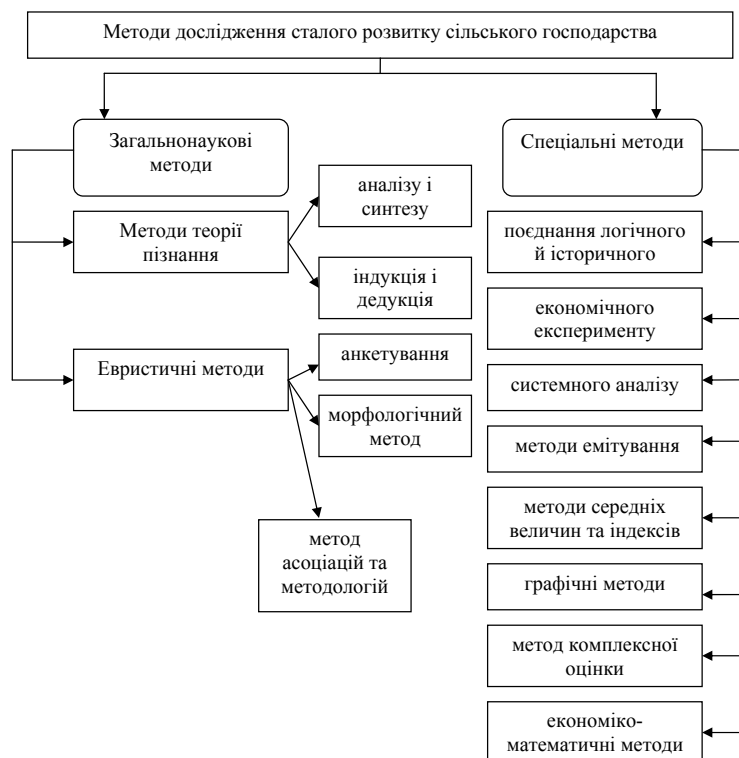 Методи дослідження сталого розвитку сільського господарства
Загальнонаукові
методи
Спеціальні методи
Методи теорії
пізнання
аналізу і
синтезу
індукція і
дедукція
Евристичні методи
анкетування
морфологічний
метод
метод
асоціацій та
методологій
поєднання логічного
й історичного
економічного
експерименту
системного аналізу
методи емітування
методи середніх
величин та індексів
графічні методи
метод комплексної
оцінки
економіко-
математичні методи